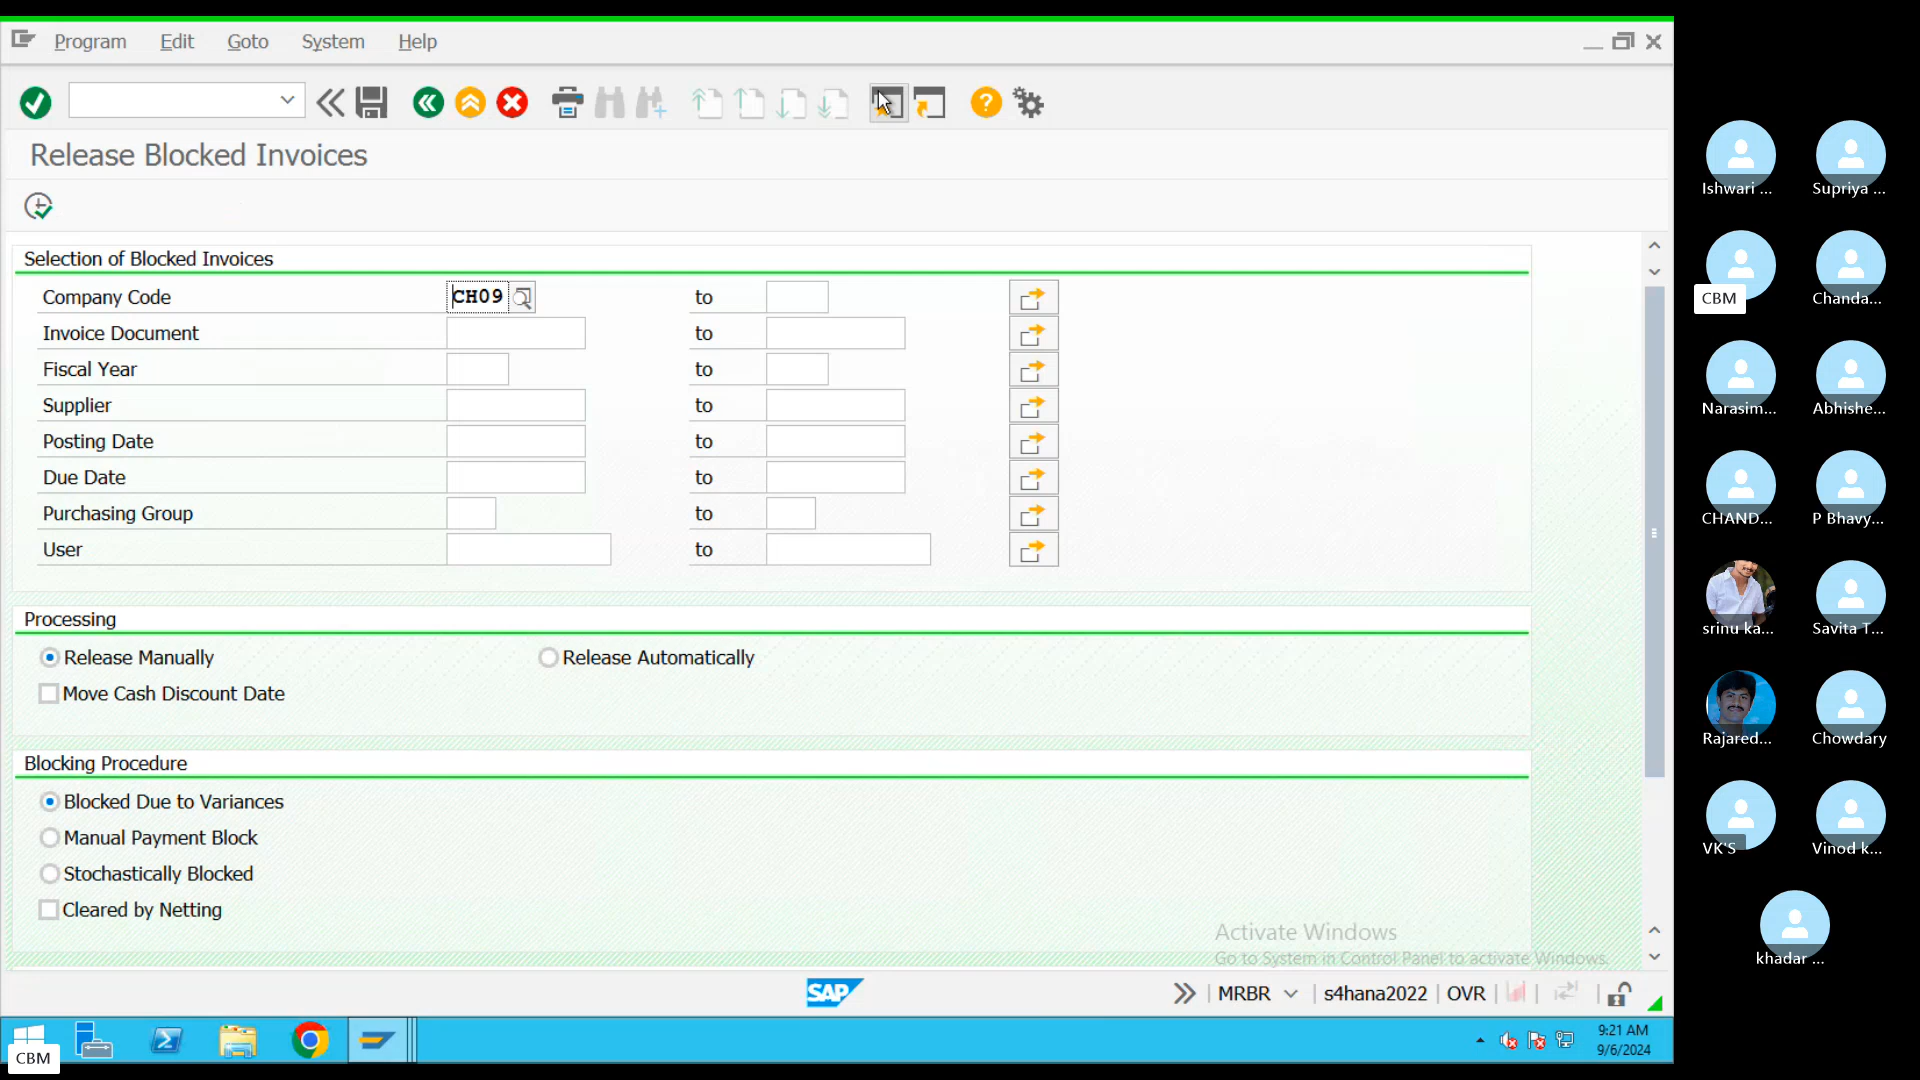 Program Edit Goto System Help
Release Blocked Invoices
Selection of Blocked Invoices
Company Code CH09 to
Invoice Document to
Fiscal Year to
Supplier to
Posting Date to
Due Date to
Purchasing Group to
User to
Processing
Release Manually Release Automatically
Move Cash Discount Date
Blocking Procedure
Blocked Due to Variances
Manual Payment Block
Stochastically Blocked
Cleared by Netting
Activate Windows
Go to System in Control Panel to activate Windows.
SAP MRBR s4hana2022 OVR
9:21 AM
9/6/2024
CBM
Ishwari ... Supriya ...
CBM Chanda...
Narasim... Abhishe...
CHAND... P Bhavy...
srinu ka... Savita T...
Rajared... Chowdary
VK'S Vinod k...
khadar ...